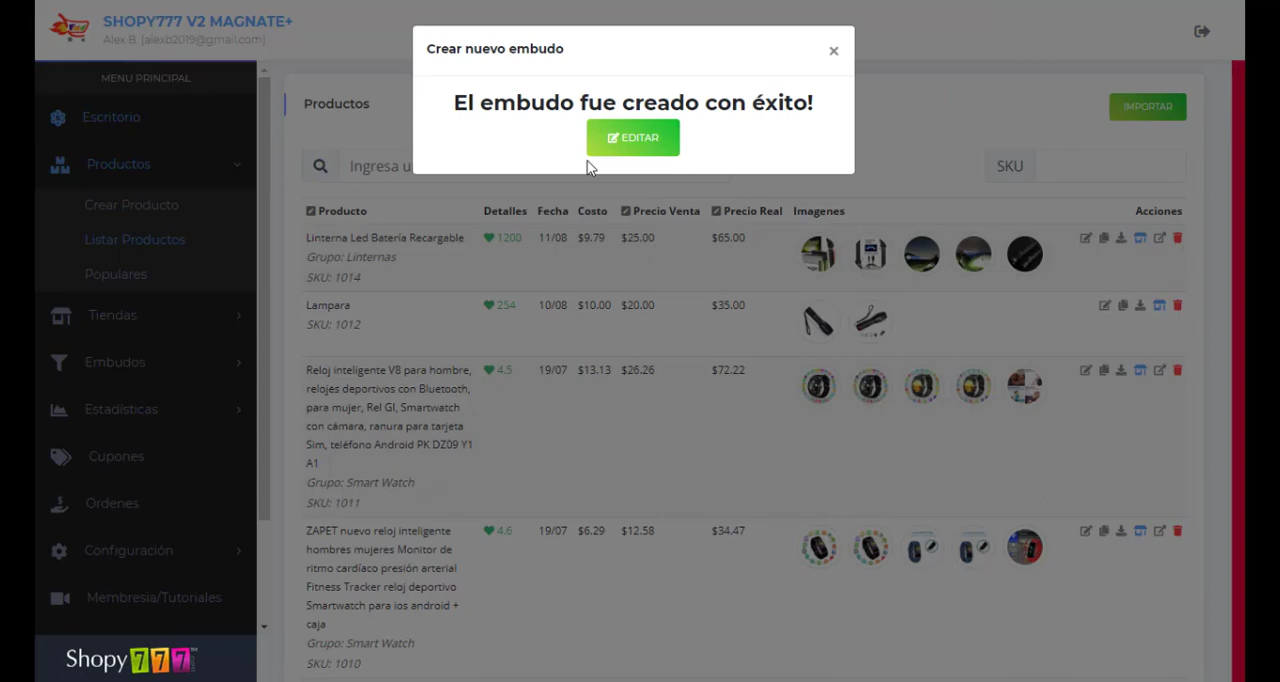 SHOPY777 V2 MAGNATE+
Alex B. [alexb2019@gmail.com]
MENU PRINCIPAL
Escritorio
Productos
Crear Producto
Listar Productos
Populares
Tiendas
Embudos
Estadísticas
Cupones
Ordenes
Configuración
Membresia/Tutoriales
Shopy777
Crear nuevo embudo ×
El embudo fue creado con éxito!
EDITAR
Productos
IMPORTAR
Ingresa u
SKU
Producto Detalles Fecha Costo Precio Venta Precio Real Imagenes Acciones
Linterna Led Batería Recargable 1200 11/08 $9.79 $25.00 $65.00
Grupo: Linternas
SKU: 1014
Lampara 254 10/08 $10.00 $20.00 $35.00
SKU: 1012
Reloj inteligente V8 para hombre, 4.5 19/07 $13.13 $26.26 $72.22
relojes deportivos con Bluetooth,
para mujer, Rel GI, Smartwatch
con cámara, ranura para tarjeta
Sim, teléfono Android PK DZ09 Y1
A1
Grupo: Smart Watch
SKU: 1011
ZAPET nuevo reloj inteligente 4.6 19/07 $6.29 $12.58 $34.47
hombres mujeres Monitor de
ritmo cardíaco presión arterial
Fitness Tracker reloj deportivo
Smartwatch para ios android +
caja
Grupo: Smart Watch
SKU: 1010